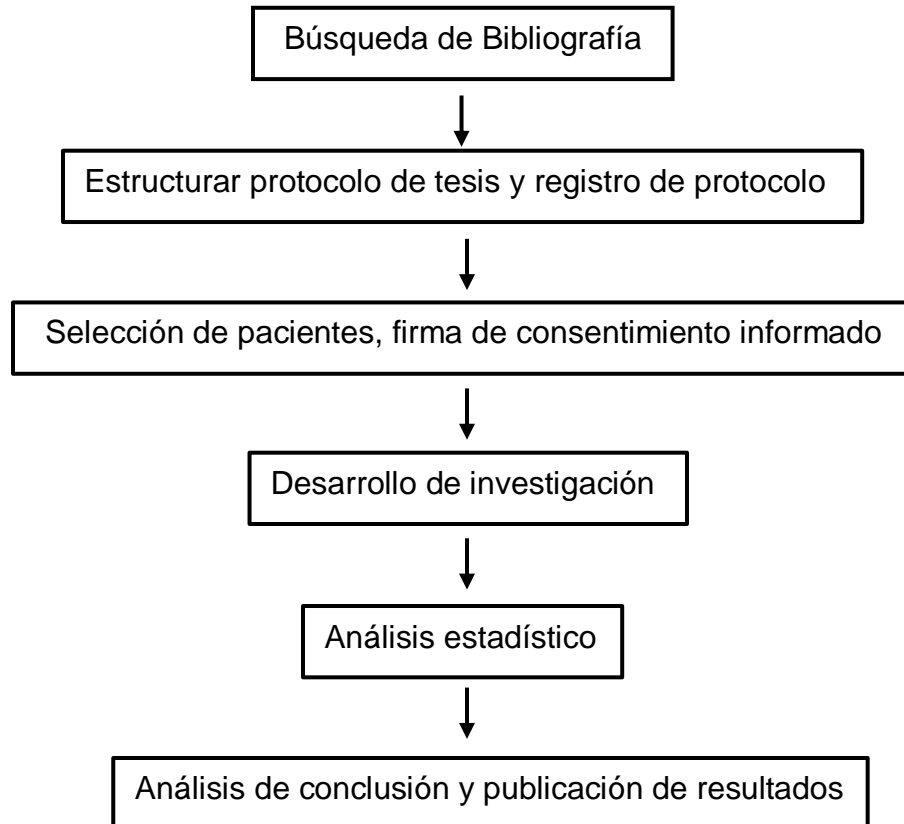 Búsqueda de Bibliografía
Estructurar protocolo de tesis y registro de protocolo
Selección de pacientes, firma de consentimiento informado
Desarrollo de investigación
Análisis estadístico
Análisis de conclusión y publicación de resultados